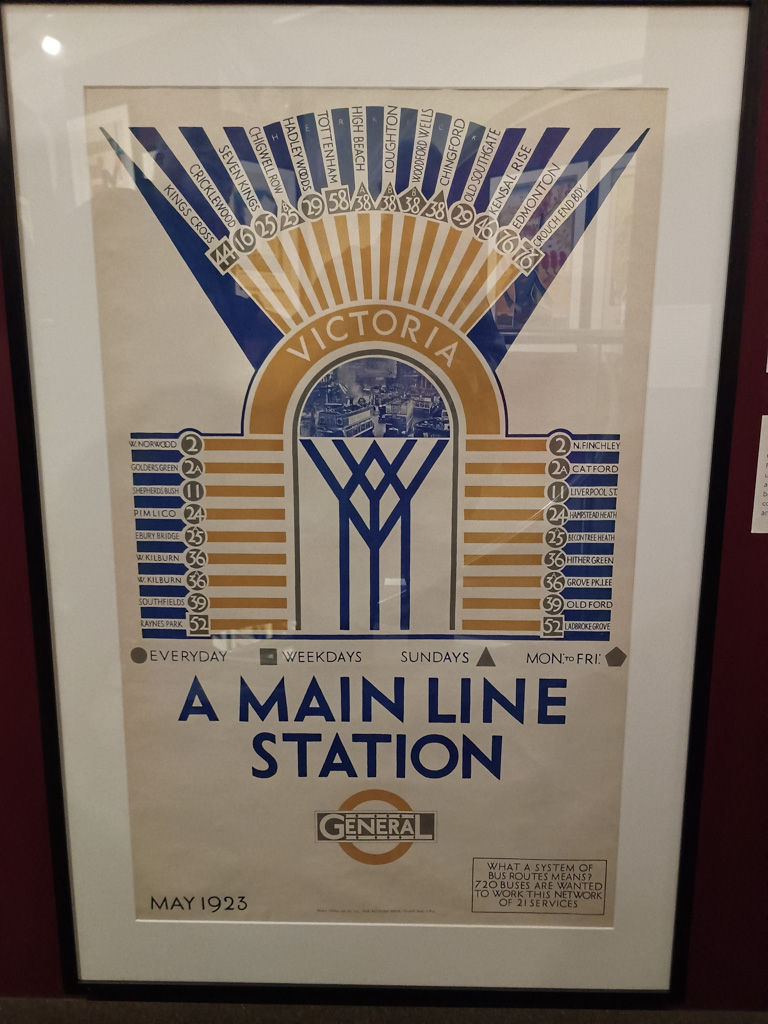 KINGS CROSS
CRICKLEWOOD
SEVEN KINGS
CHIGWELL ROW
HADLEY WOODS
TOTTENHAM
HIGH BEACH
LOUGHTON
WOODFORD WELLS
CHINGFORD
OLD SOUTHGATE
KENSAL RISE
EDMONTON
CROUCH END BDY.
44 16 25 29 58 38 38 38 38 29 46 76 76
VICTORIA
W. NORWOOD 2 2 N. FINCHLEY
GOLDERS GREEN 2A 2A CATFORD
SHEPHERDS BUSH 11 11 LIVERPOOL ST.
PIMLICO 24 24 HAMPSTEAD HEATH
EBURY BRIDGE 25 25 BECONTREE HEATH
W. KILBURN 36 36 HITHER GREEN
W. KILBURN 36 36 GROVE PK. LEE
SOUTHFIELDS 39 39 OLD FORD
RAYNES PARK 52 52 LADBROKE GROVE
EVERYDAY WEEKDAYS SUNDAYS MON. TO FRI.
A MAIN LINE
STATION
GENERAL
MAY 1923
WHAT A SYSTEM OF
BUS ROUTES MEANS?
720 BUSES ARE WANTED
TO WORK THIS NETWORK
OF 21 SERVICES